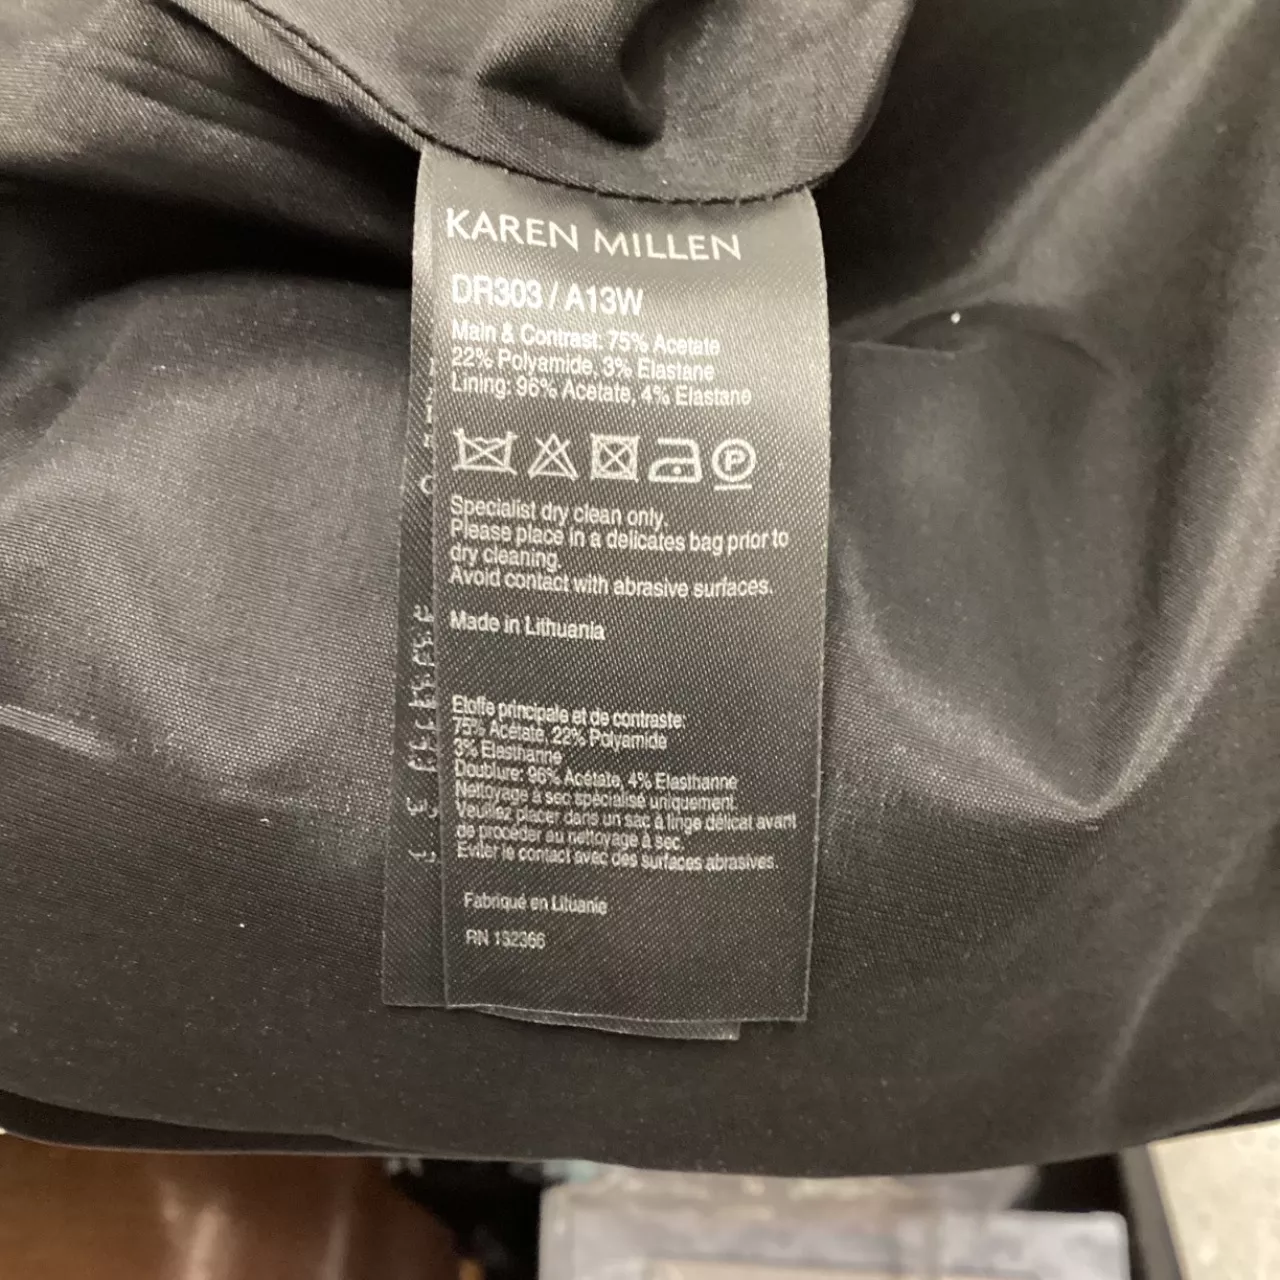 KAREN MILLEN
DR303 / A13W
Main & Contrast: 75% Acetate
22% Polyamide, 3% Elastane
Lining: 96% Acetate, 4% Elastane
P
Specialist dry clean only.
Please place in a delicates bag prior to
dry cleaning.
Avoid contact with abrasive surfaces.
Made in Lithuania
Etoffe principale et de contraste:
75% Acétate, 22% Polyamide
3% Elasthanne
Doublure: 96% Acétate, 4% Elasthanne
Nettoyage à sec spécialisé uniquement.
Veuillez placer dans un sac à linge délicat avant
de procéder au nettoyage à sec.
Eviter le contact avec des surfaces abrasives.
Fabriqué en Lituanie
RN 132366